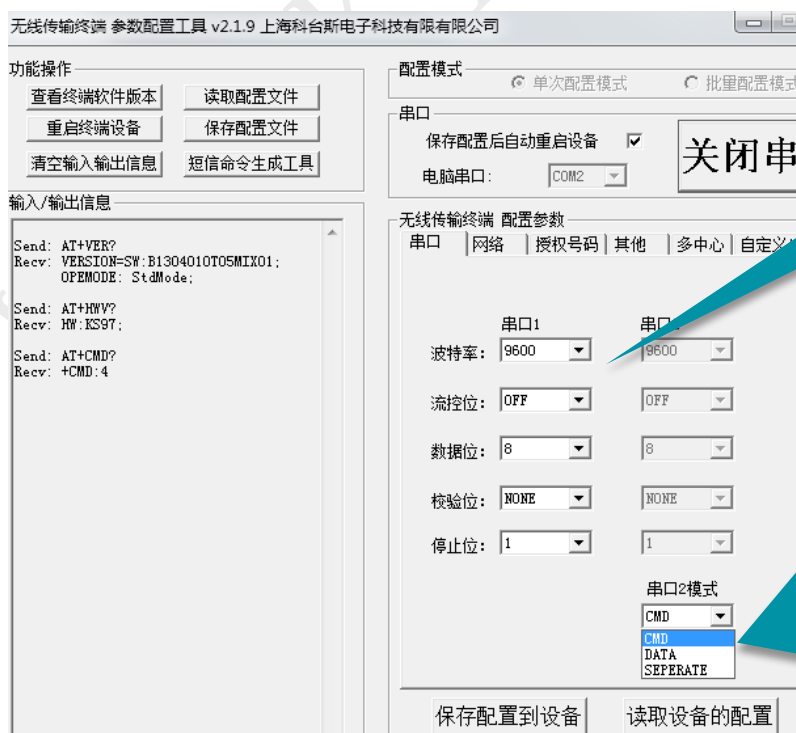 无线传输终端 参数配置工具 v2.1.9 上海科台斯电子科技有限有限公司
功能操作
查看终端软件版本 读取配置文件
重启终端设备 保存配置文件
清空输入输出信息 短信命令生成工具
输入/输出信息
Send: AT+VER?
Recv: VERSION=SW:B1304010T05MIX01;
OPEMODE: StdMode;
Send: AT+HWV?
Recv: HW:KS97;
Send: AT+CMD?
Recv: +CMD:4
配置模式
单次配置模式 批里配置模式
串口
保存配置后自动重启设备
电脑串口: COM2
关闭串
无线传输终端 配置参数
串口 网络 授权号码 其他 多中心 自定义
串口1 串口
波特率: 9600 9600
流控位: OFF OFF
数据位: 8 8
校验位: NONE NONE
停止位: 1 1
串口2模式
CMD
CMD
DATA
SEPERATE
保存配置到设备 读取设备的配置